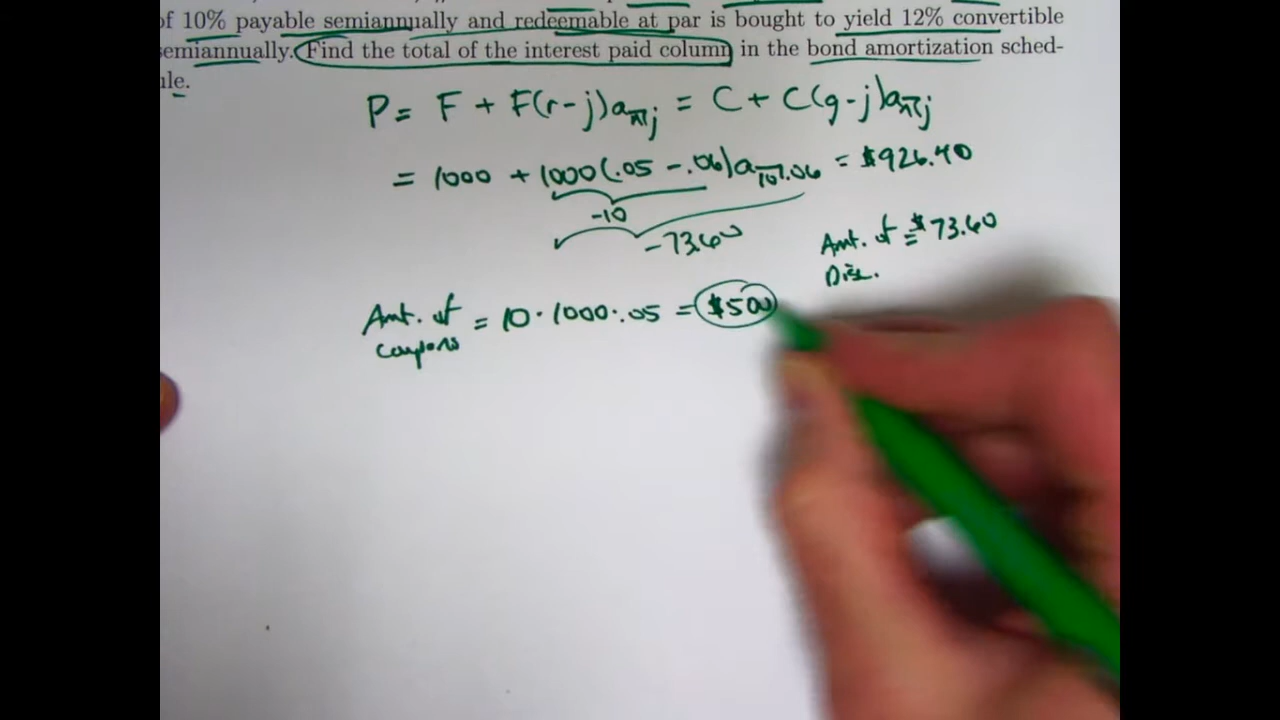 of 10% payable semiannually and redeemable at par is bought to yield 12% convertible
semiannually. Find the total of the interest paid column in the bond amortization sched-
ule.
P = F + F(r-j)a_{n̅|j} = C + C(g-j)a_{n̅|j}
= 1000 + 1000(.05 - .06)a_{10̅|.06} = $926.40
-10
-73.60
Amt. of Disc. = $73.60
Amt. of coupons = 10·1000·.05 = $500